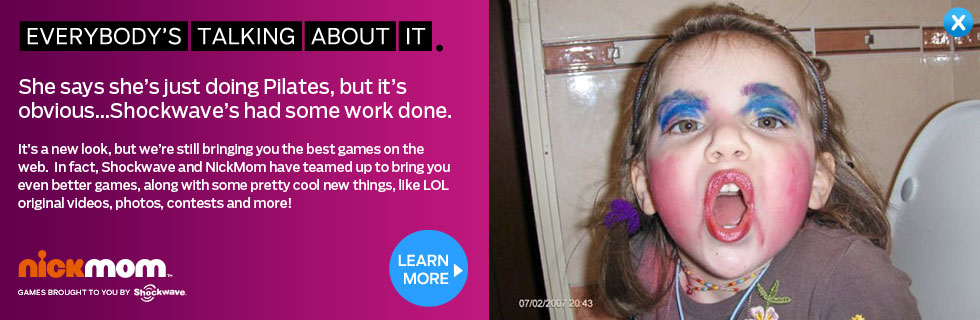 EVERYBODY'S TALKING ABOUT IT.
She says she's just doing Pilates, but it's
obvious...Shockwave's had some work done.
It's a new look, but we're still bringing you the best games on the
web. In fact, Shockwave and NickMom have teamed up to bring you
even better games, along with some pretty cool new things, like LOL
original videos, photos, contests and more!
nickmom™
GAMES BROUGHT TO YOU BY Shockwave.
LEARN
MORE
07/02/2007 20:43
X